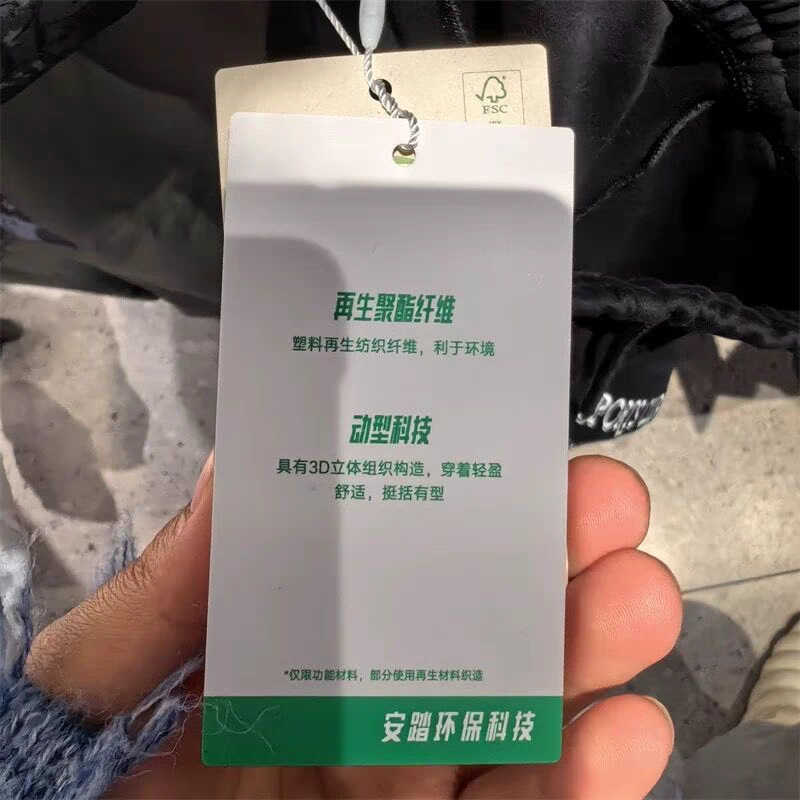 FSC
再生聚酯纤维
塑料再生纺织纤维，利于环境
动型科技
具有3D立体组织构造，穿着轻盈
舒适，挺括有型
*仅限功能材料，部分使用再生材料织造
安踏环保科技